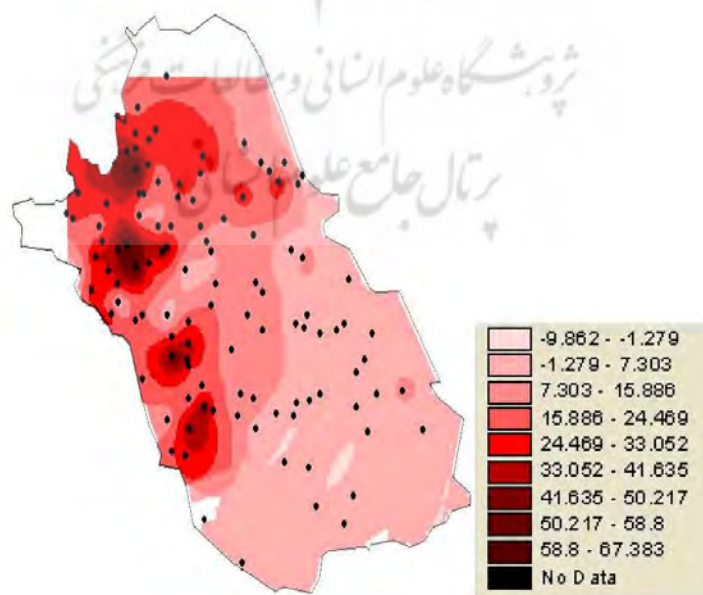 پژوهشگاه علوم انسانی و مطالعات فرهنگی
پرتال جامع علوم انسانی
-9.862 - -1.279
-1.279 - 7.303
7.303 - 15.886
15.886 - 24.469
24.469 - 33.052
33.052 - 41.635
41.635 - 50.217
50.217 - 58.8
58.8 - 67.383
No Data